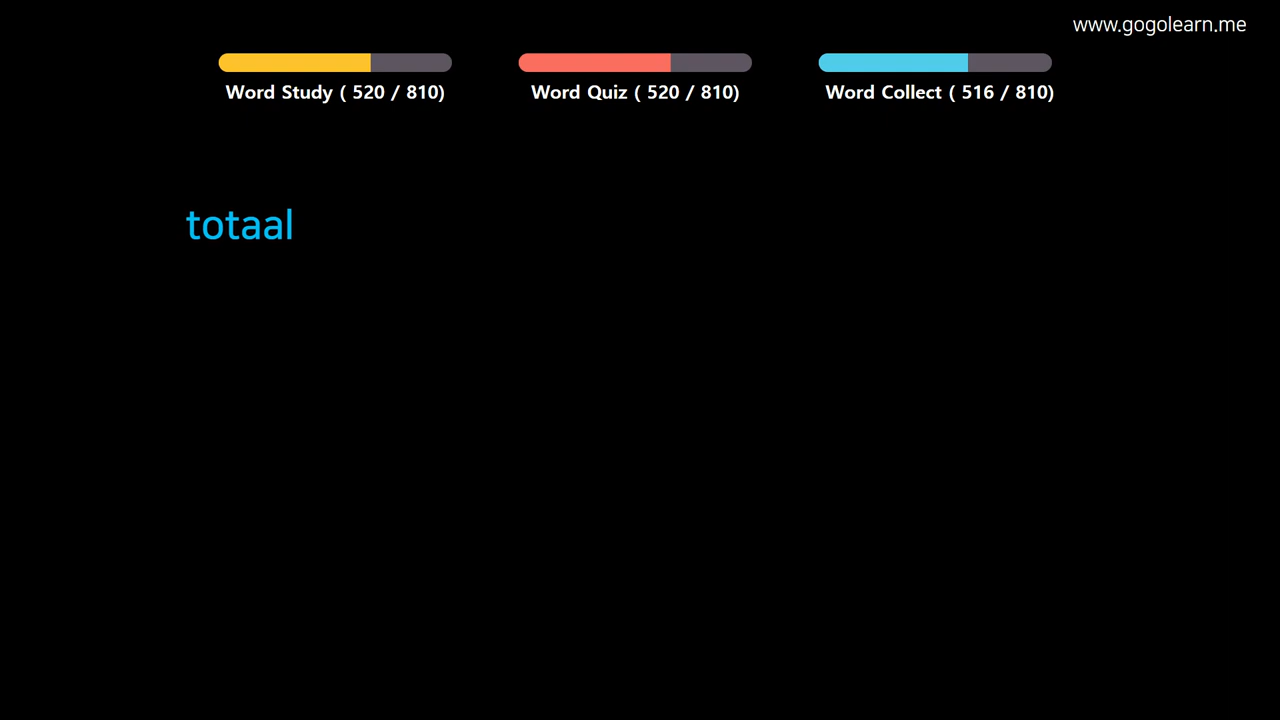 www.gogolearn.me
Word Study ( 520 / 810)
Word Quiz ( 520 / 810)
Word Collect ( 516 / 810)
totaal